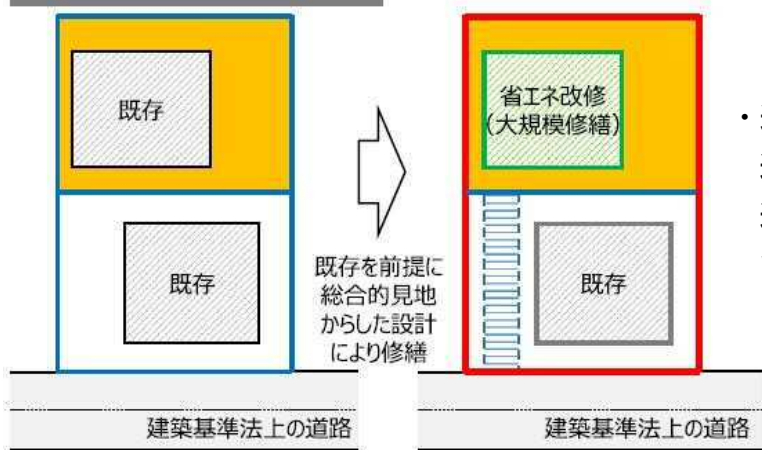 既存
既存
既存を前提に
総合的見地
からした設計
により修繕
建築基準法上の道路
省エネ改修
(大規模修繕)
既存
建築基準法上の道路